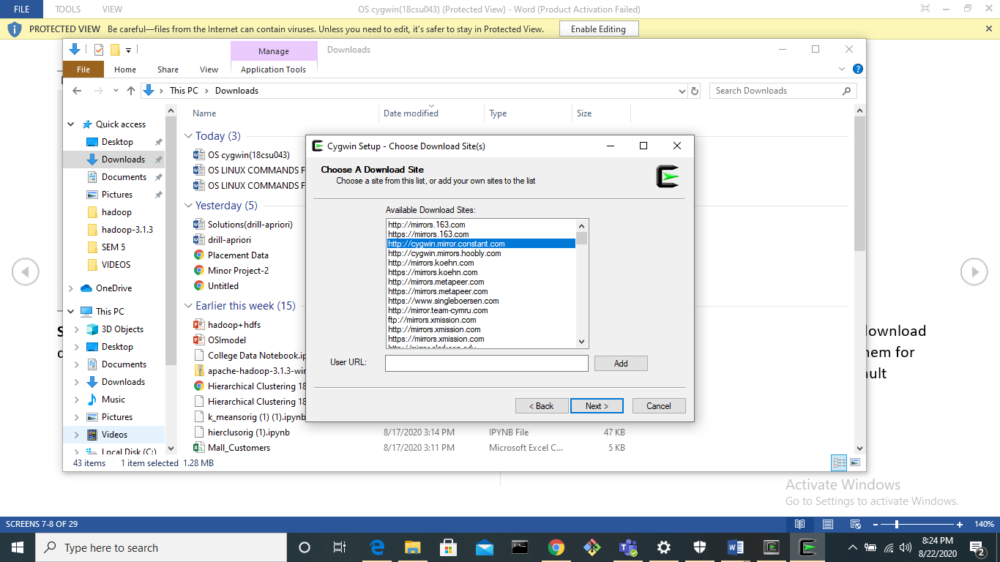 FILE TOOLS VIEW OS cygwin(18csu043) (Protected View) - Word (Product Activation Failed)
PROTECTED VIEW Be careful—files from the Internet can contain viruses. Unless you need to edit, it's safer to stay in Protected View. Enable Editing
Manage Downloads
File Home Share View Application Tools
This PC Downloads Search Downloads
Name Date modified Type Size
Quick access
Desktop
Downloads
Documents
Pictures
hadoop
hadoop-3.1.3
SEM 5
VIDEOS
OneDrive
This PC
3D Objects
Desktop
Documents
Downloads
Music
Pictures
Videos
Local Disk (C:)
Today (3)
OS cygwin(18csu043)
OS LINUX COMMANDS F
OS LINUX COMMANDS F
Yesterday (5)
Solutions(drill-apriori)
drill-apriori
Placement Data
Minor Project-2
Untitled
Earlier this week (15)
hadoop+hdfs
OSImodel
College Data Notebook.ip
apache-hadoop-3.1.3-win
Hierarchical Clustering 18
Hierarchical Clustering 18
k_meansorig (1) (1).ipynb
hierclusorig (1).ipynb 8/17/2020 3:14 PM IPYNB File 47 KB
Mall_Customers 8/17/2020 3:11 PM Microsoft Excel C... 5 KB
43 items 1 item selected 1.28 MB
Cygwin Setup - Choose Download Site(s)
Choose A Download Site
Choose a site from this list, or add your own sites to the list
Available Download Sites:
http://mirrors.163.com
https://mirrors.163.com
http://cygwin.mirror.constant.com
http://cygwin.mirrors.hoobly.com
http://mirrors.koehn.com
https://mirrors.koehn.com
http://mirrors.metapeer.com
https://mirrors.metapeer.com
https://www.singleboersen.com
http://mirror.team-cymru.com
ftp://mirrors.xmission.com
http://mirrors.xmission.com
https://mirrors.xmission.com
User URL: Add
< Back Next > Cancel
ownload
hem for
ault
Activate Windows
Go to Settings to activate Windows.
SCREENS 7-8 OF 29 140%
Type here to search
8:24 PM
8/22/2020
2